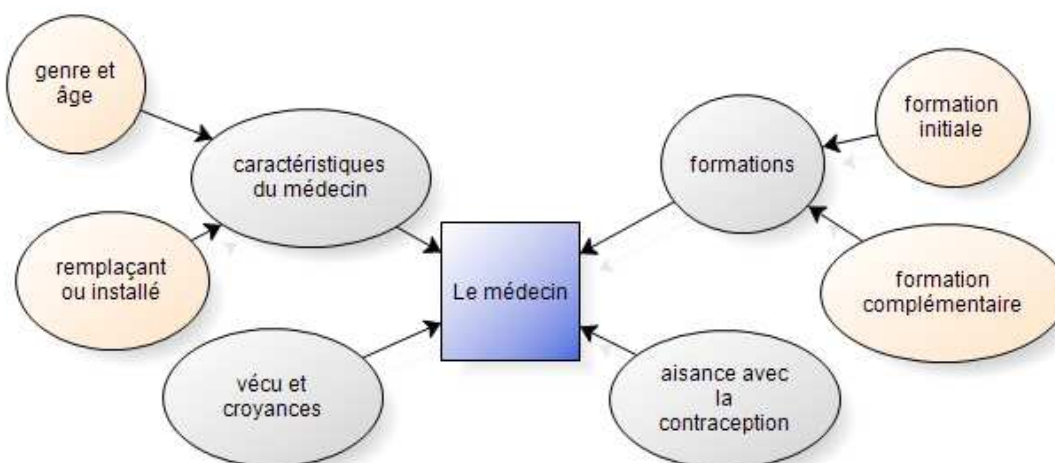 genre et
âge
caractéristiques
du médecin
remplaçant
ou installé
vécu et
croyances
Le médecin
formations
formation
initiale
formation
complémentaire
aisance avec
la
contraception